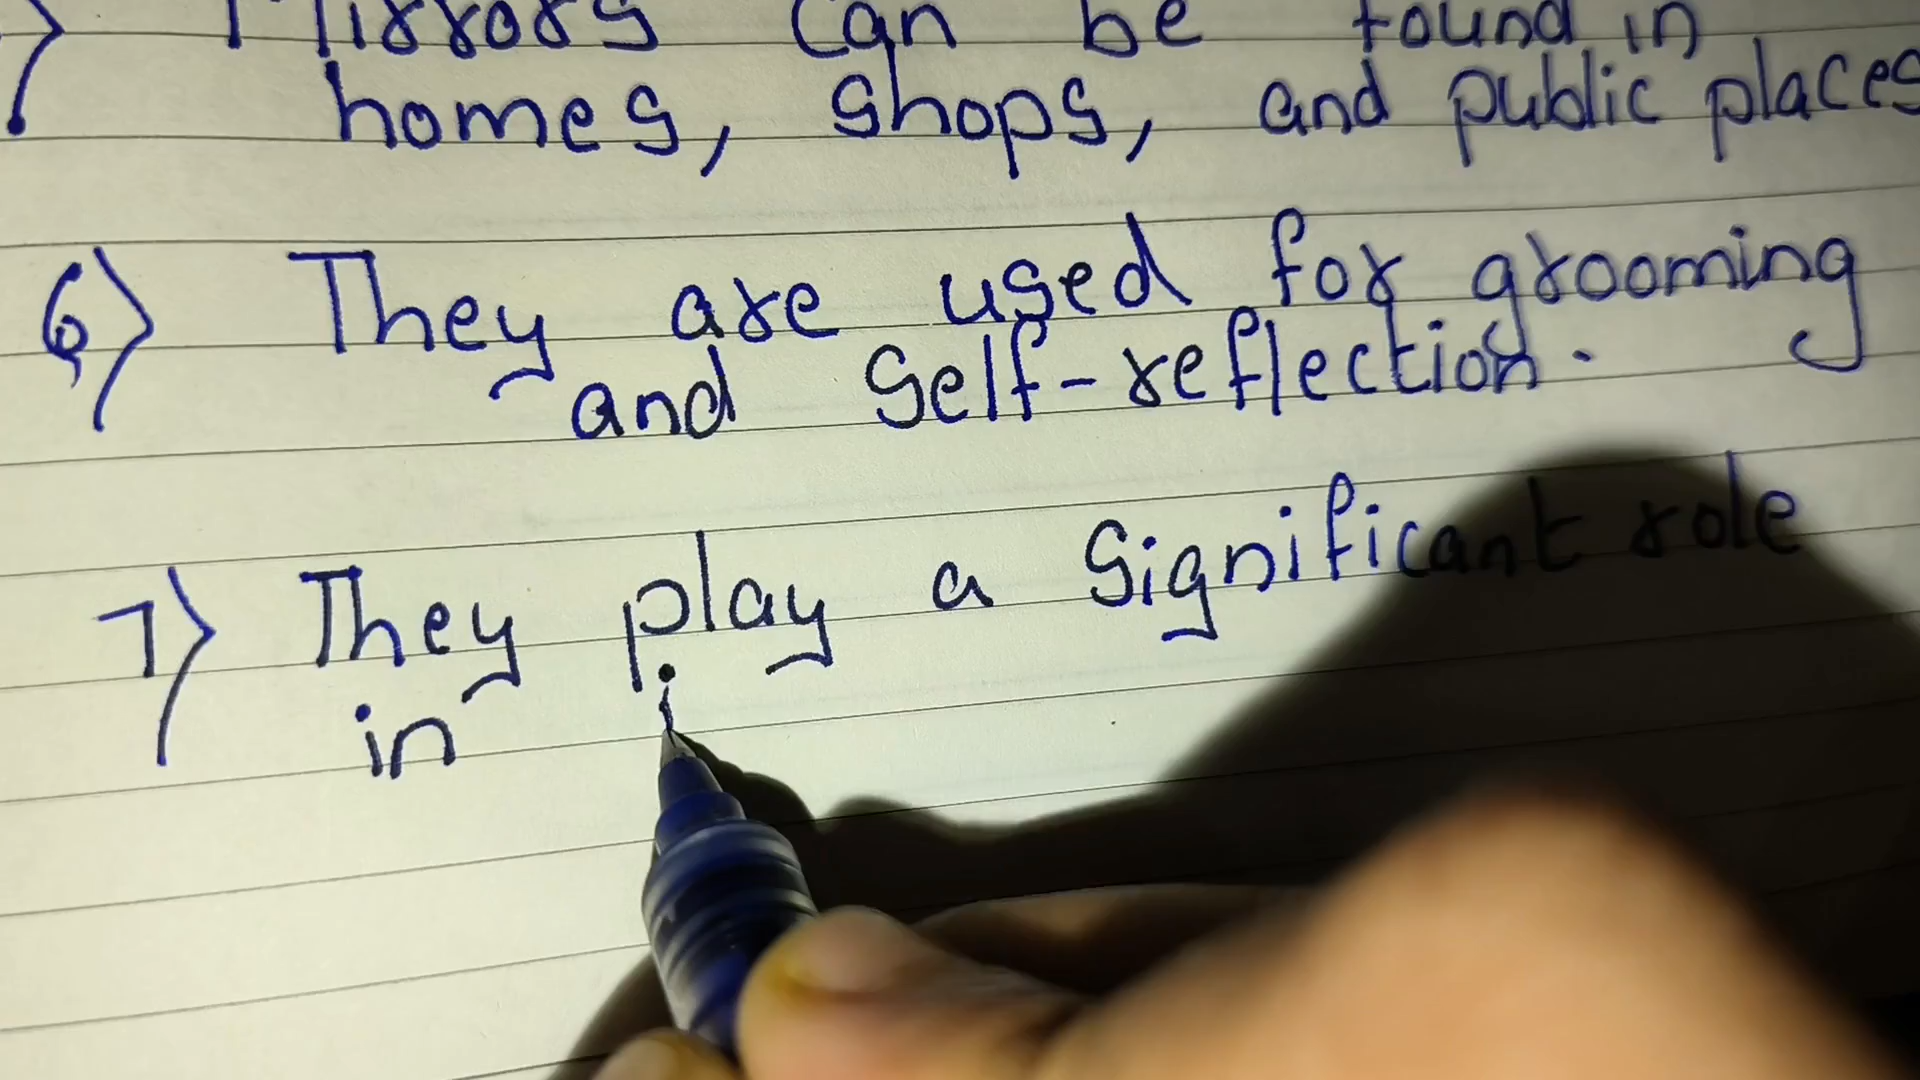 > Mirrors can be found in
homes, shops, and public places
6> They are used for grooming
and self-reflection.
7> They play a significant role
in i